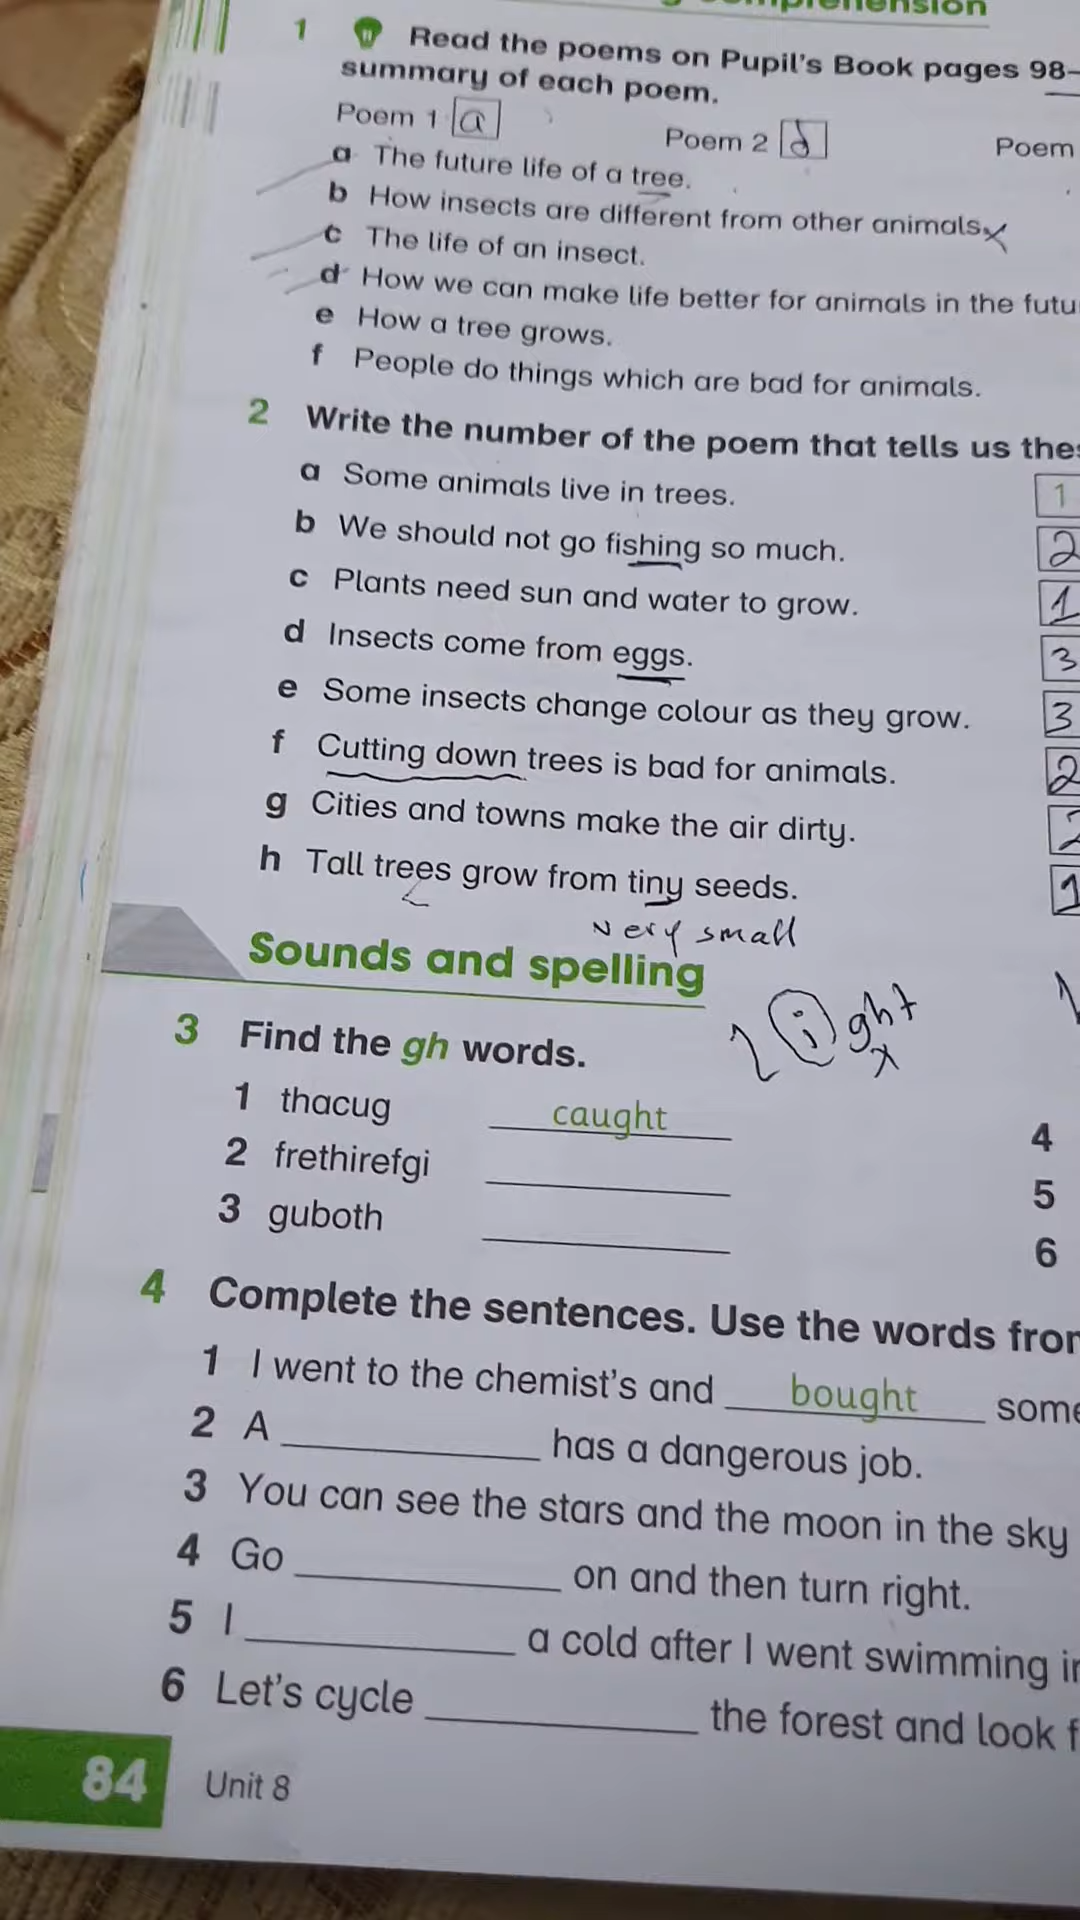 Comprehension
1 Read the poems on Pupil's Book pages 98–
summary of each poem.
Poem 1 a Poem 2 d Poem
a The future life of a tree.
b How insects are different from other animals.
c The life of an insect.
d How we can make life better for animals in the futu
e How a tree grows.
f People do things which are bad for animals.
2 Write the number of the poem that tells us thes
a Some animals live in trees. 1
b We should not go fishing so much. 2
c Plants need sun and water to grow. 1
d Insects come from eggs. 3
e Some insects change colour as they grow. 3
f Cutting down trees is bad for animals. 2
g Cities and towns make the air dirty. 2
h Tall trees grow from tiny seeds. 1
very small
Sounds and spelling
light
3 Find the gh words.
1 thacug caught 4
2 frethirefgi 5
3 guboth 6
4 Complete the sentences. Use the words from
1 I went to the chemist's and bought some
2 A has a dangerous job.
3 You can see the stars and the moon in the sky
4 Go on and then turn right.
5 I a cold after I went swimming in
6 Let's cycle the forest and look f
84 Unit 8